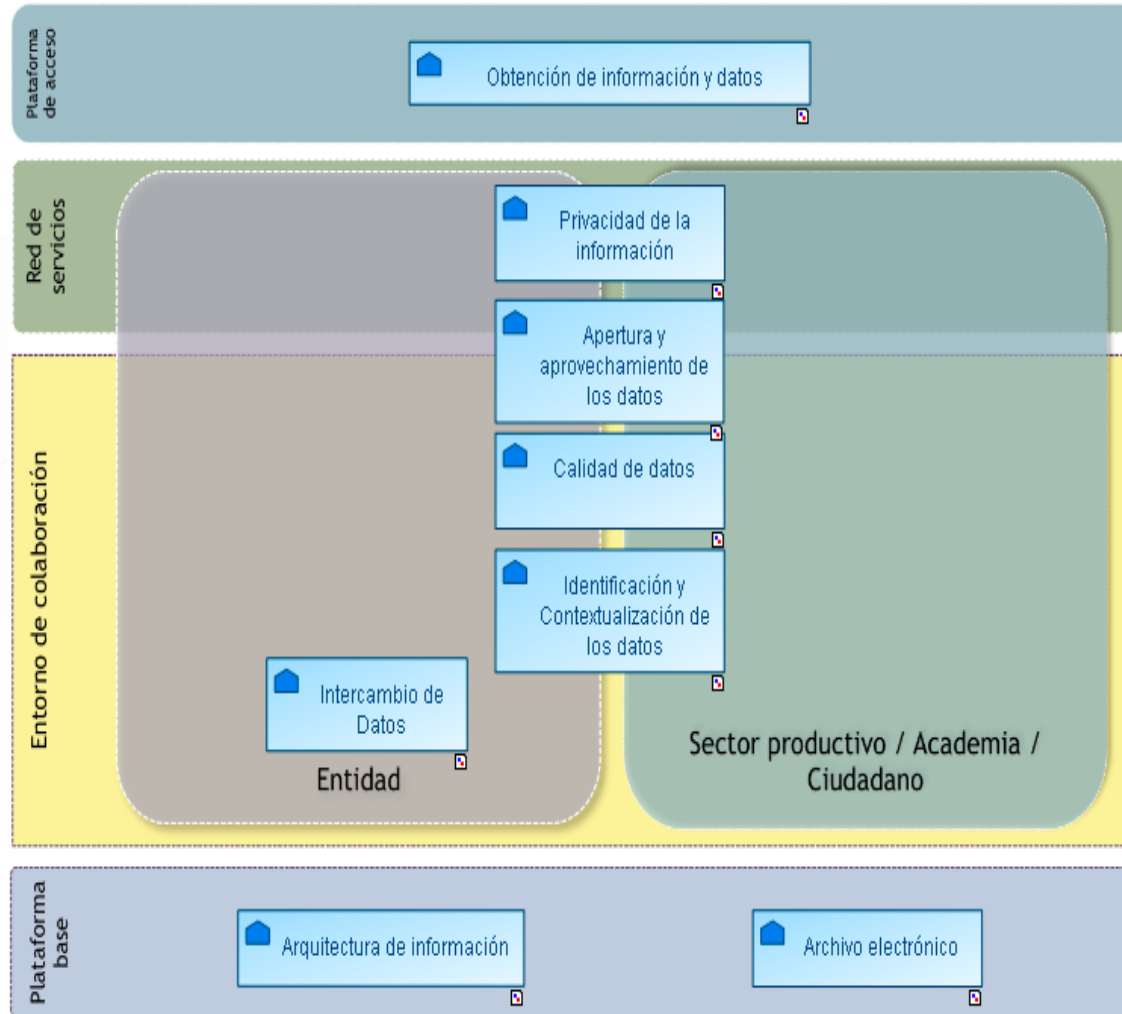 Plataforma
de acceso
Obtención de información y datos
Red de
servicios
Privacidad de la
información
Apertura y
aprovechamiento de
los datos
Entorno de colaboración
Calidad de datos
Identificación y
Contextualización de
los datos
Intercambio de
Datos
Entidad
Sector productivo / Academia /
Ciudadano
Plataforma
base
Arquitectura de información
Archivo electrónico